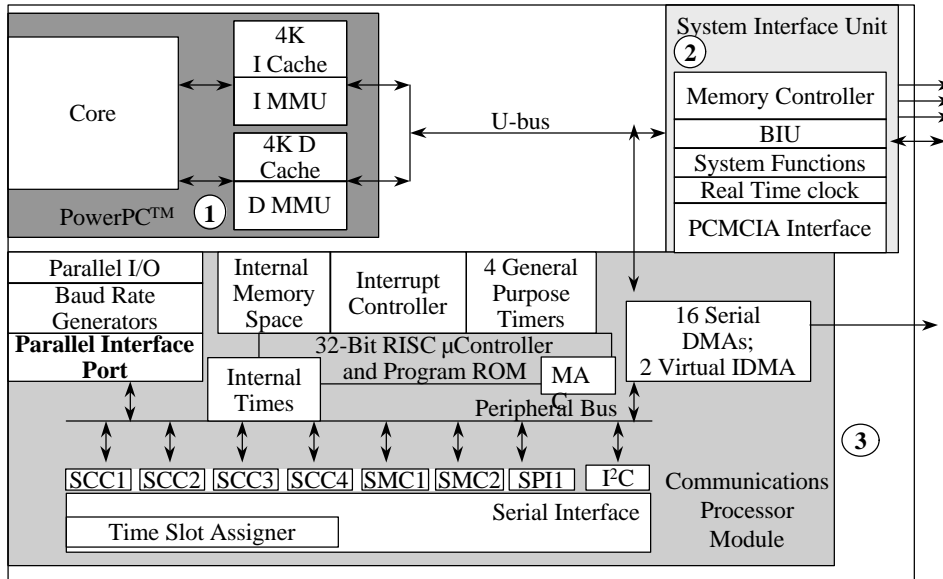 Core
4K
I Cache
I MMU
4K D
Cache
D MMU
PowerPC™
1
U-bus
System Interface Unit
2
Memory Controller
BIU
System Functions
Real Time clock
PCMCIA Interface
Parallel I/O
Baud Rate
Generators
Parallel Interface
Port
Internal
Memory
Space
Interrupt
Controller
4 General
Purpose
Timers
32-Bit RISC µController
and Program ROM
Internal
Times
MA
C
16 Serial
DMAs;
2 Virtual IDMA
Peripheral Bus
3
SCC1
SCC2
SCC3
SCC4
SMC1
SMC2
SPI1
I²C
Serial Interface
Time Slot Assigner
Communications
Processor
Module